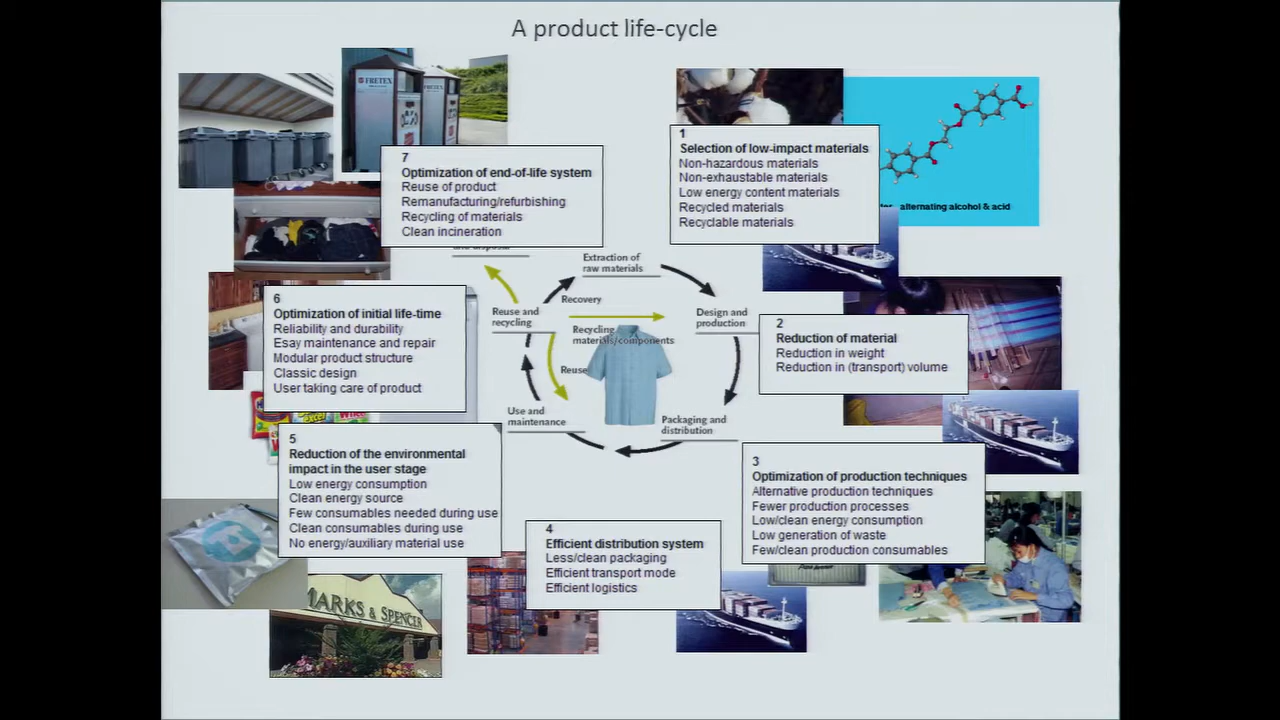 A product life-cycle
FRETEX
1
Selection of low-impact materials
Non-hazardous materials
Non-exhaustable materials
Low energy content materials
Recycled materials
Recyclable materials
alternating alcohol & acid
7
Optimization of end-of-life system
Reuse of product
Remanufacturing/refurbishing
Recycling of materials
Clean incineration
Extraction of
raw materials
Recovery
Reuse and
recycling
Design and
production
Recycling
materials/components
Reuse
Use and
maintenance
Packaging and
distribution
2
Reduction of material
Reduction in weight
Reduction in (transport) volume
6
Optimization of initial life-time
Reliability and durability
Esay maintenance and repair
Modular product structure
Classic design
User taking care of product
5
Reduction of the environmental
impact in the user stage
Low energy consumption
Clean energy source
Few consumables needed during use
Clean consumables during use
No energy/auxiliary material use
3
Optimization of production techniques
Alternative production techniques
Fewer production processes
Low/clean energy consumption
Low generation of waste
Few/clean production consumables
4
Efficient distribution system
Less/clean packaging
Efficient transport mode
Efficient logistics
MARKS & SPENCER